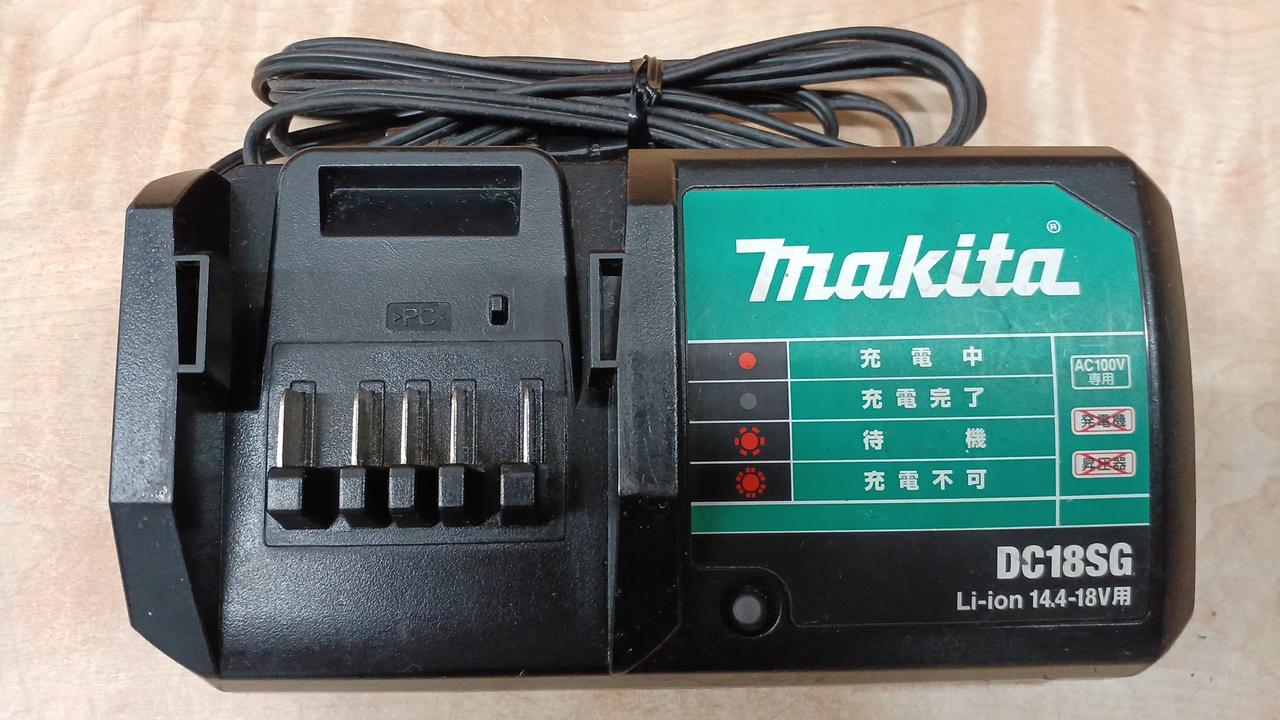 >PC<
makita®
充電中
充電完了
待機
充電不可
AC100V
専用
発電機
昇圧器
DC18SG
Li-ion 14.4-18V用